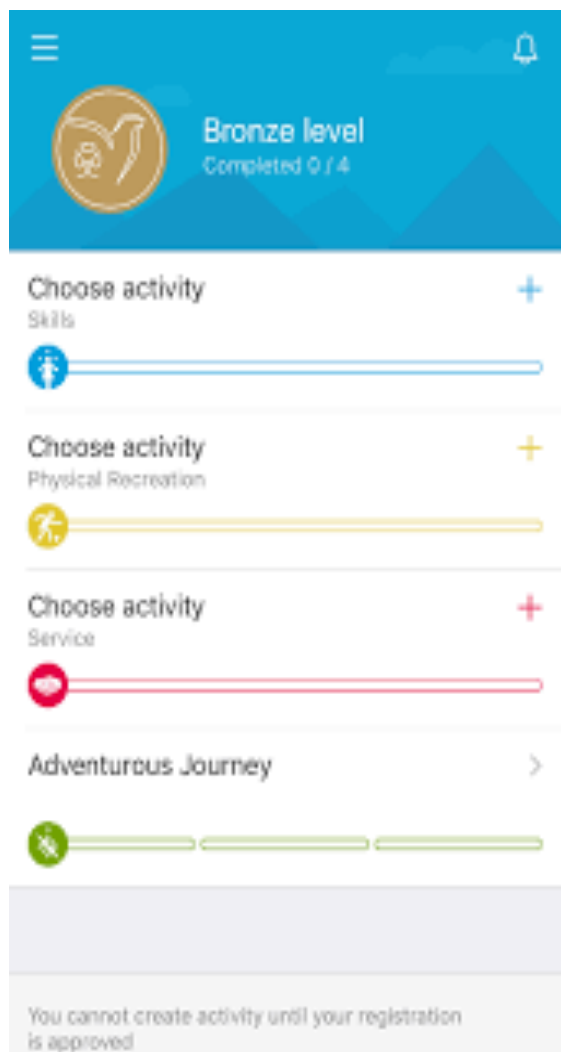 Bronze level
Completed 0 / 4
Choose activity
Skills
Choose activity
Physical Recreation
Choose activity
Service
Adventurous Journey
You cannot create activity until your registration
is approved